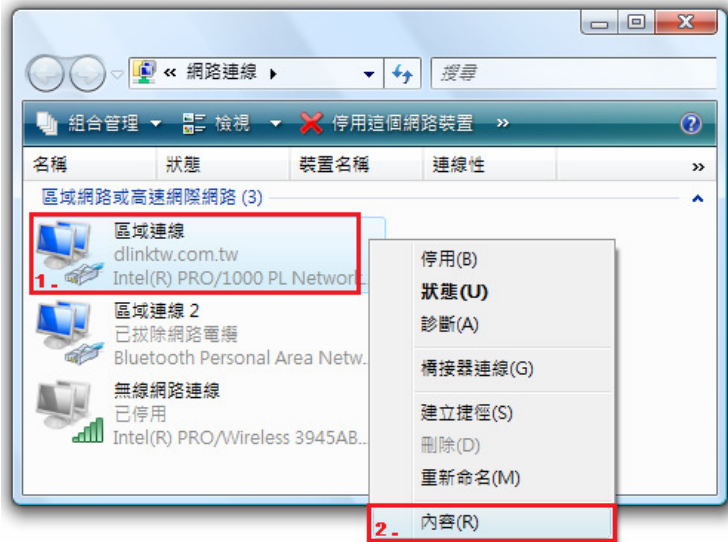 « 網路連線
搜尋
組合管理 檢視 停用這個網路裝置 »
名稱 狀態 裝置名稱 連線性 »
區域網路或高速網際網路 (3)
區域連線
dlinktw.com.tw
1. Intel(R) PRO/1000 PL Network...
區域連線 2
已拔除網路電纜
Bluetooth Personal Area Netw...
無線網路連線
已停用
Intel(R) PRO/Wireless 3945AB...
停用(B)
狀態(U)
診斷(A)
橋接器連線(G)
建立捷徑(S)
刪除(D)
重新命名(M)
2. 內容(R)